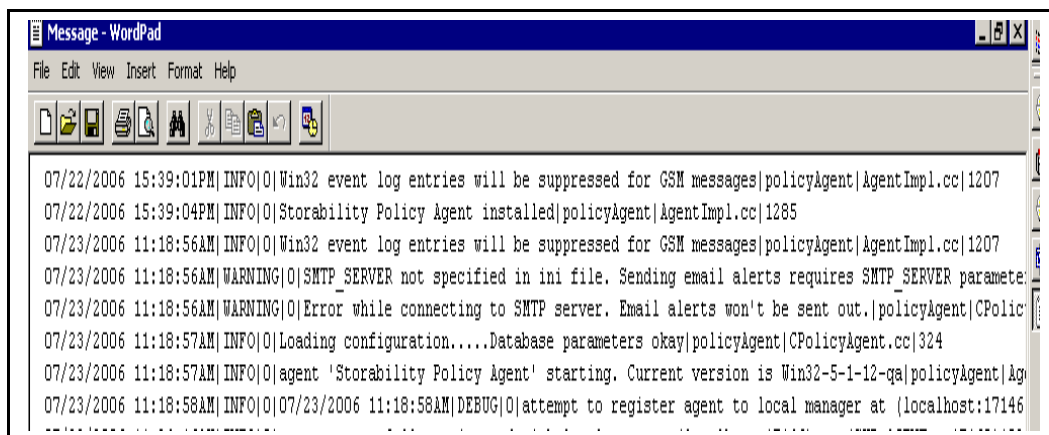 Message - WordPad
File Edit View Insert Format Help
07/22/2006 15:39:01PM|INFO|0|Win32 event log entries will be suppressed for GSM messages|policyAgent|AgentImpl.cc|1207
07/22/2006 15:39:04PM|INFO|0|Storability Policy Agent installed|policyAgent|AgentImpl.cc|1285
07/23/2006 11:18:56AM|INFO|0|Win32 event log entries will be suppressed for GSM messages|policyAgent|AgentImpl.cc|1207
07/23/2006 11:18:56AM|WARNING|0|SMTP_SERVER not specified in ini file. Sending email alerts requires SMTP_SERVER parameter
07/23/2006 11:18:56AM|WARNING|0|Error while connecting to SMTP server. Email alerts won't be sent out.|policyAgent|CPolic
07/23/2006 11:18:57AM|INFO|0|Loading configuration.....Database parameters okay|policyAgent|CPolicyAgent.cc|324
07/23/2006 11:18:57AM|INFO|0|agent 'Storability Policy Agent' starting. Current version is Win32-5-1-12-qa|policyAgent|Ag
07/23/2006 11:18:58AM|INFO|0|07/23/2006 11:18:58AM|DEBUG|0|attempt to register agent to local manager at (localhost:17146